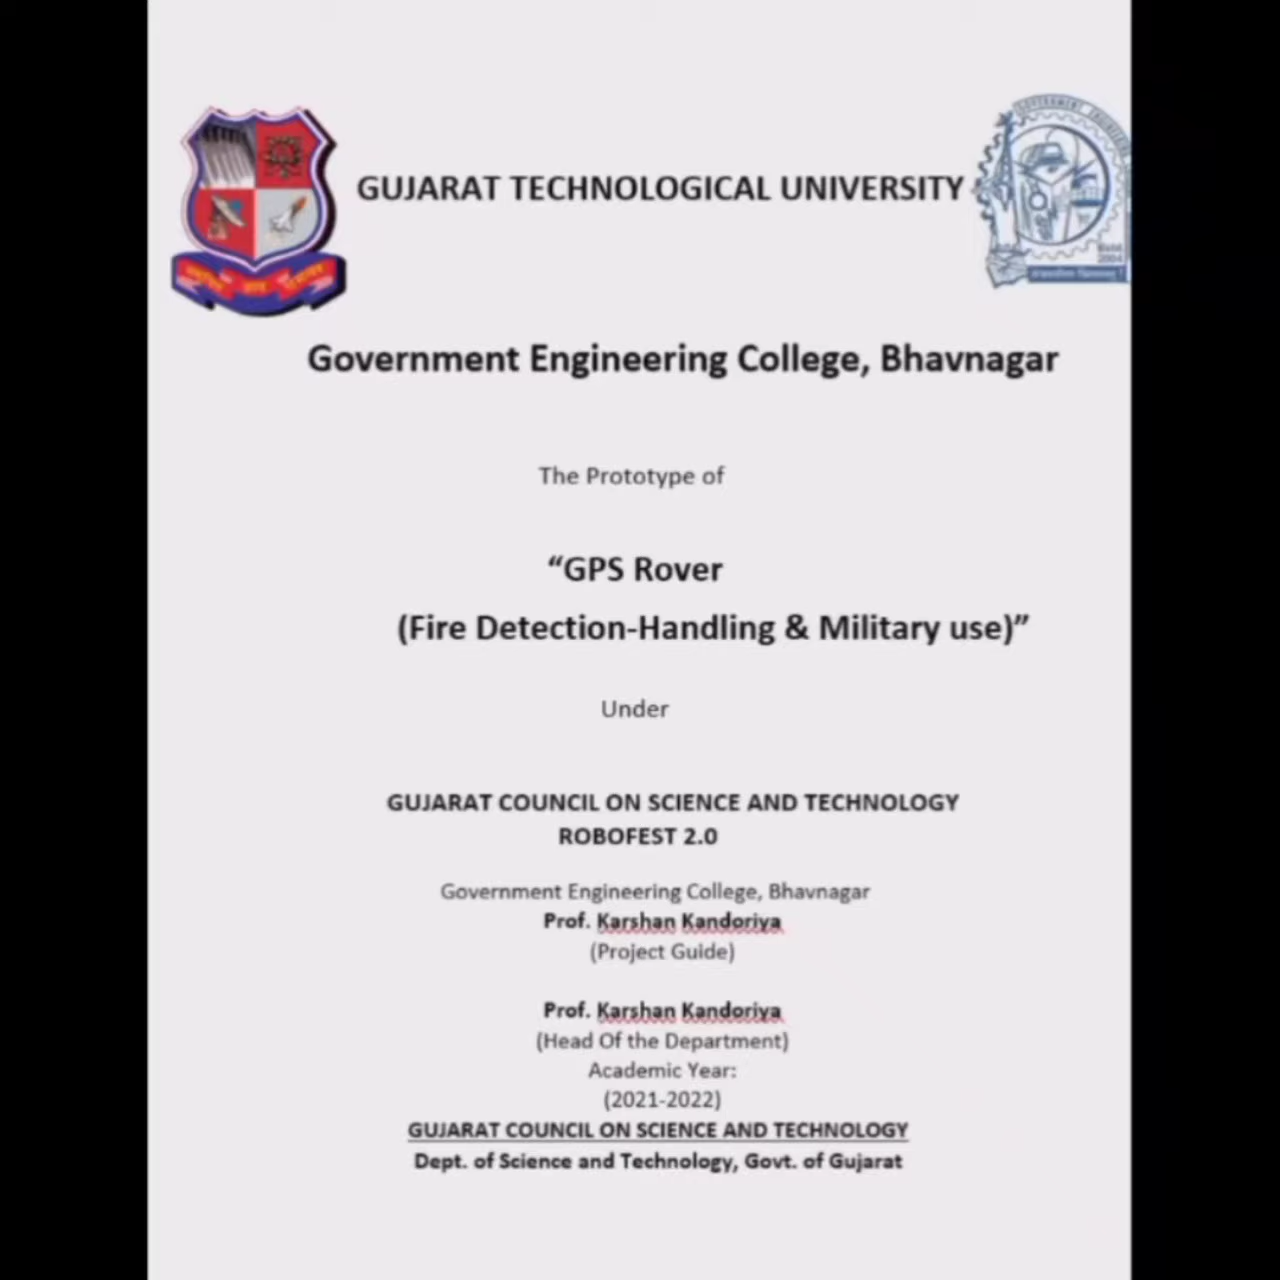 GUJARAT TECHNOLOGICAL UNIVERSITY
GOVERNMENT ENGINEERING
2004
Government Engineering College, Bhavnagar
The Prototype of
“GPS Rover
(Fire Detection-Handling & Military use)”
Under
GUJARAT COUNCIL ON SCIENCE AND TECHNOLOGY
ROBOFEST 2.0
Government Engineering College, Bhavnagar
Prof. Karshan Kandoriya
(Project Guide)
Prof. Karshan Kandoriya
(Head Of the Department)
Academic Year:
(2021-2022)
GUJARAT COUNCIL ON SCIENCE AND TECHNOLOGY
Dept. of Science and Technology, Govt. of Gujarat